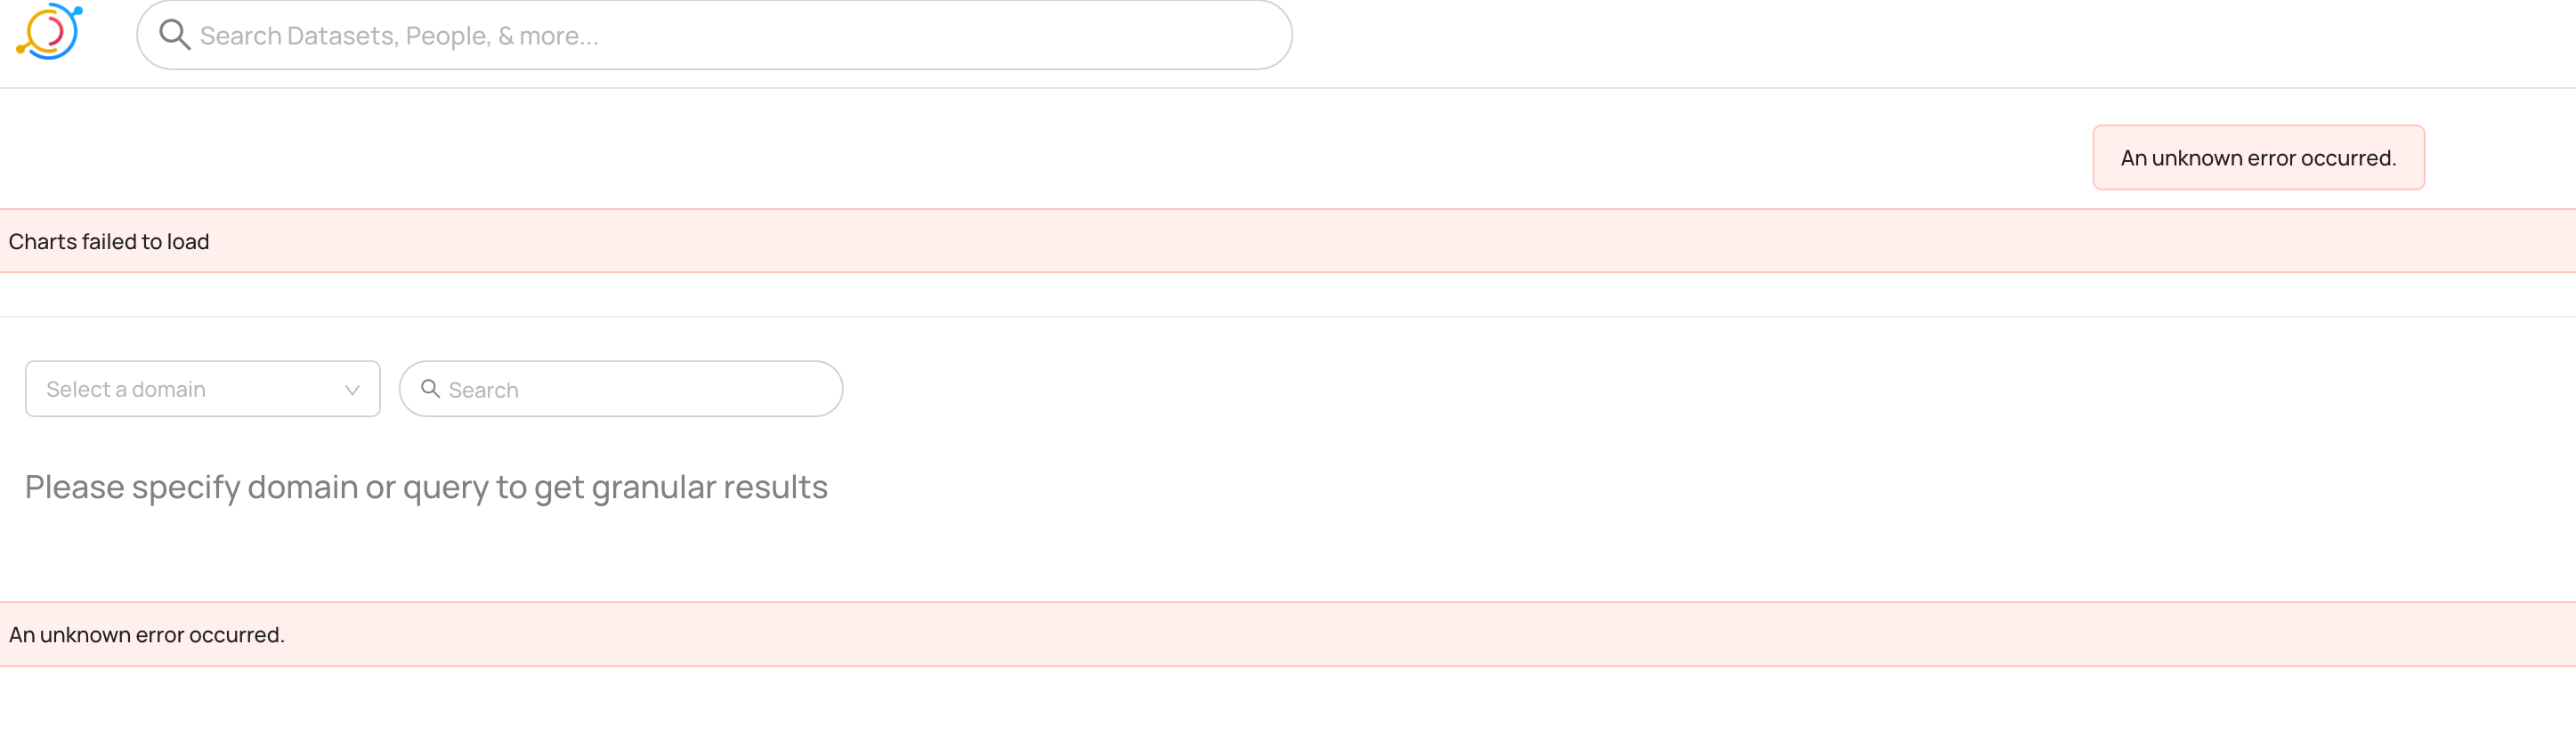 Search Datasets, People, & more...
An unknown error occurred.
Charts failed to load
Select a domain
Search
Please specify domain or query to get granular results
An unknown error occurred.